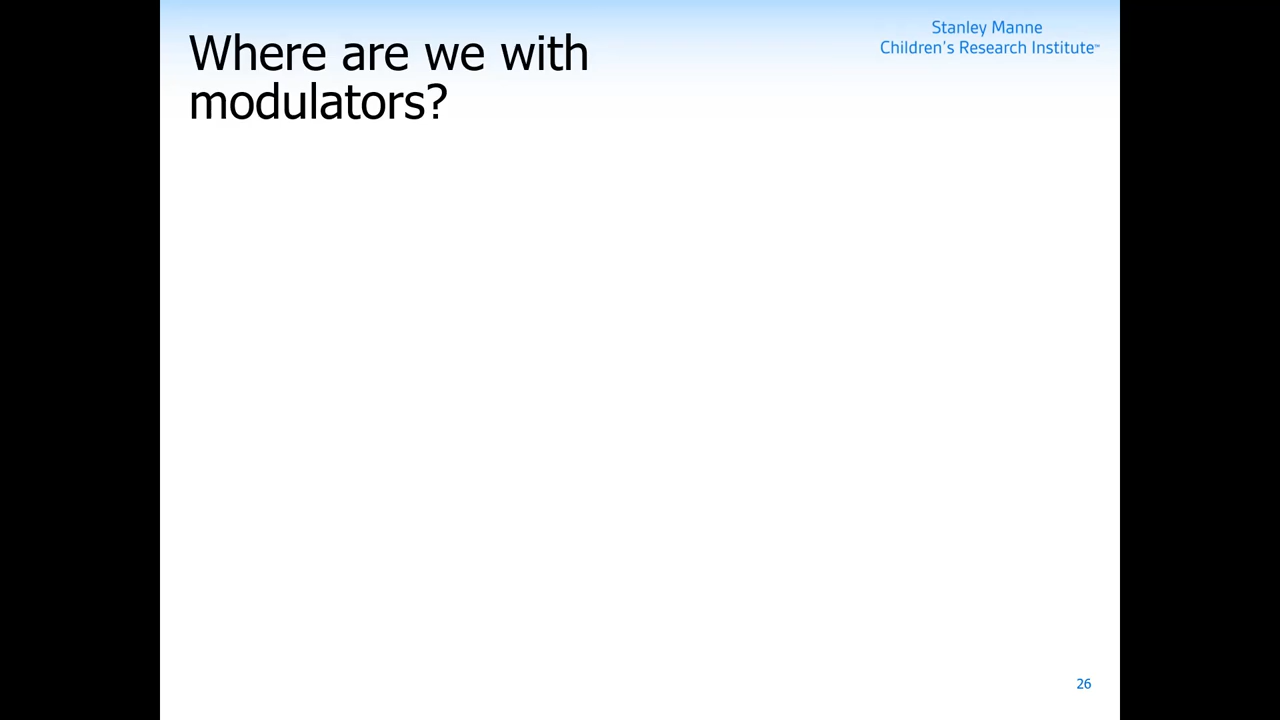 Where are we with
modulators?
Stanley Manne
Children's Research Institute™
26